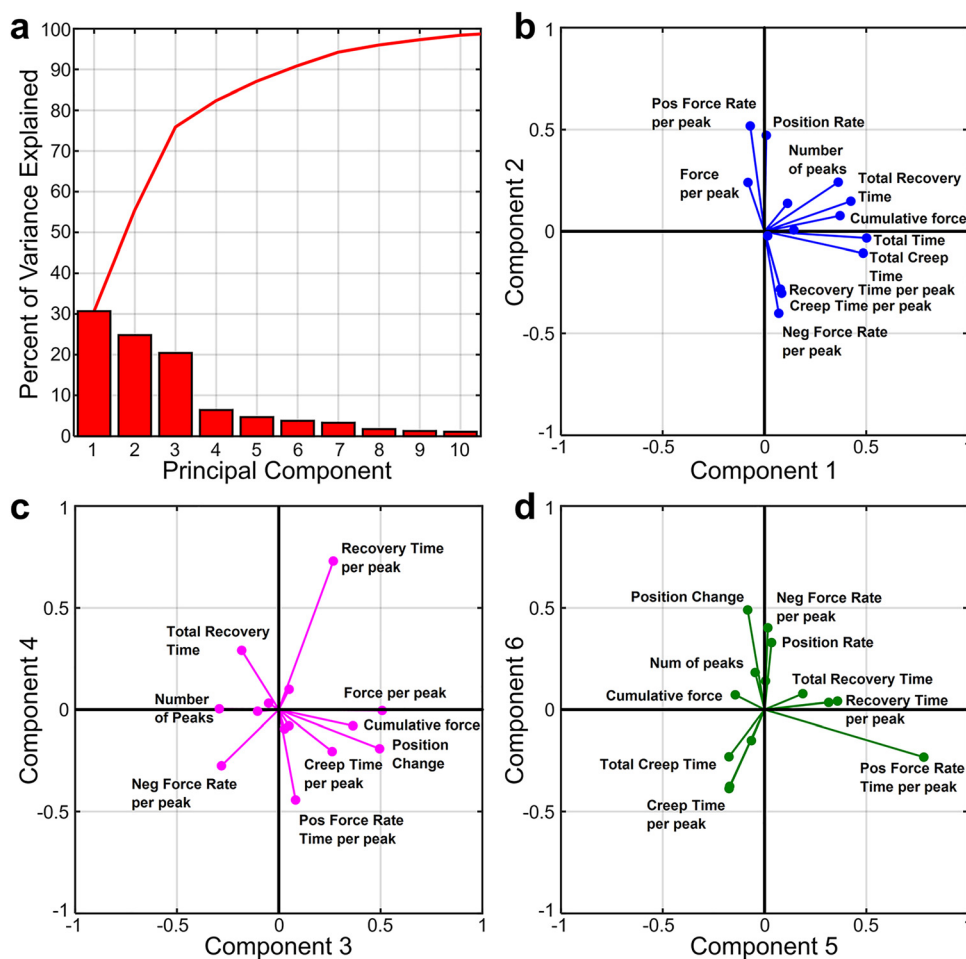 a
100
90
80
70
60
50
40
30
20
10
0
Percent of Variance Explained
1 2 3 4 5 6 7 8 9 10
Principal Component
b
1
0.5
0
-0.5
-1
Component 2
Pos Force Rate
per peak
Position Rate
Force
per peak
Number
of peaks
Total Recovery
Time
Cumulative force
Total Time
Total Creep
Time
Recovery Time per peak
Creep Time per peak
Neg Force Rate
per peak
-1 -0.5 0 0.5 1
Component 1
c
1
0.5
0
-0.5
-1
Component 4
Recovery Time
per peak
Total Recovery
Time
Number
of Peaks
Force per peak
Cumulative force
Position
Change
Creep Time
per peak
Neg Force Rate
per peak
Pos Force Rate
Time per peak
-1 -0.5 0 0.5 1
Component 3
d
1
0.5
0
-0.5
-1
Component 6
Position Change
Neg Force Rate
per peak
Position Rate
Num of peaks
Total Recovery Time
Cumulative force
Recovery Time
per peak
Total Creep Time
Pos Force Rate
Time per peak
Creep Time
per peak
-1 -0.5 0 0.5 1
Component 5